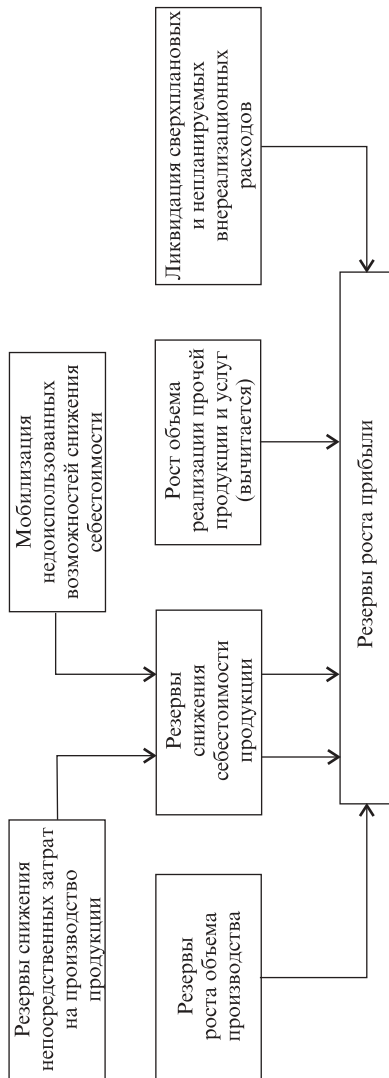 Резервы снижения
непосредственных затрат
на производство
продукции
Мобилизация
недоиспользованных
возможностей снижения
себестоимости
Резервы
роста объема
производства
Резервы
снижения
себестоимости
продукции
Рост объема
реализации прочей
продукции и услуг
(вычитается)
Ликвидация сверхплановых
и непланируемых
внереализационных
расходов
Резервы роста прибыли